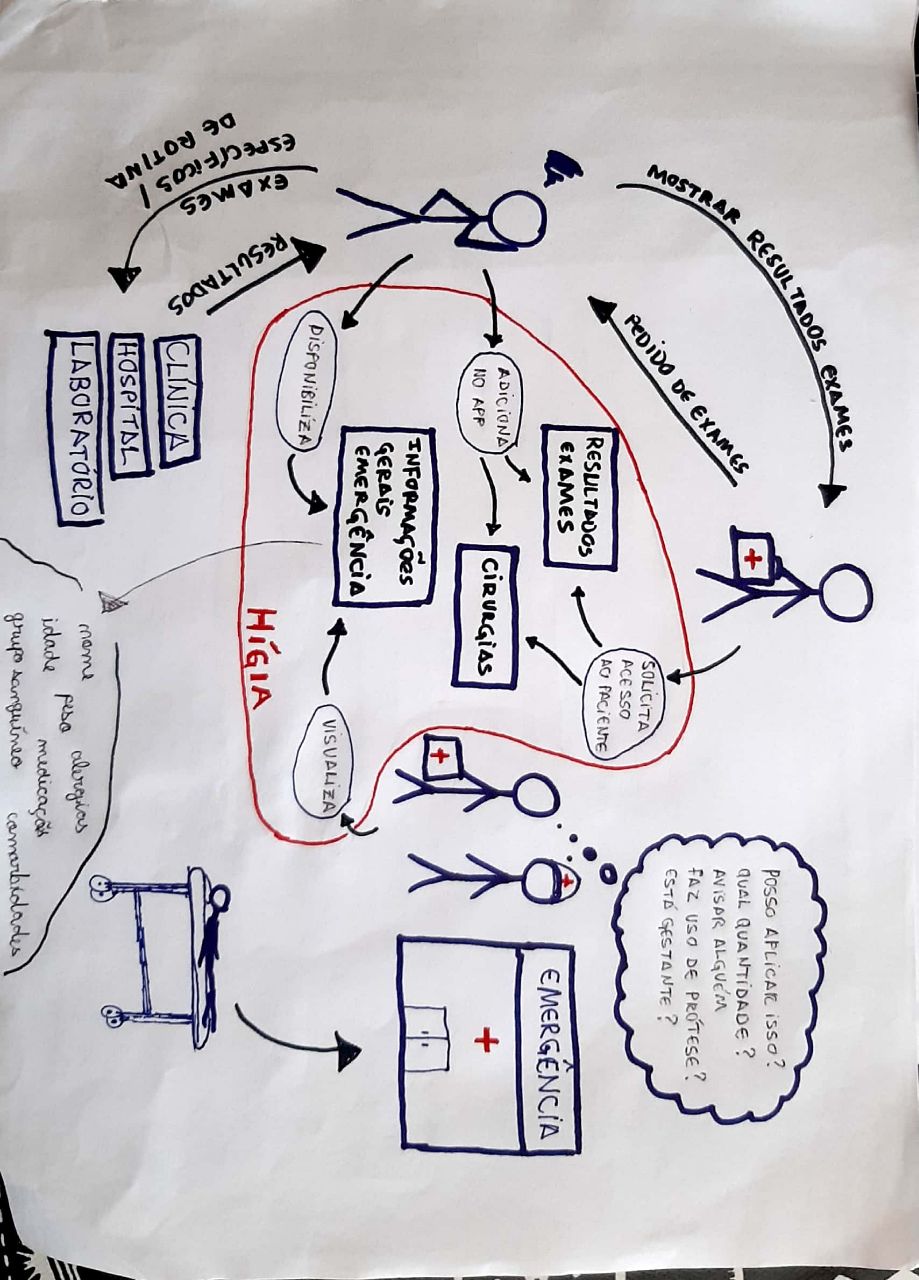 MOSTRAR RESULTADOS EXAMES
PEDIDO DE EXAMES
POSSO APLICAR ISSO?
QUAL QUANTIDADE?
AVISAR ALGUÉM
FAZ USO DE PRÓTESE?
ESTÁ GESTANTE?
SOLICITA
ACESSO
AO PACIENTE
RESULTADOS
EXAMES
ADICIONA
NO APP
CIRURGIAS
EMERGÊNCIA
INFORMAÇÕES
GERAIS
EMERGÊNCIA
DISPONIBILIZA
VISUALIZA
HÍGIA
EXAMES
ESPECÍFICOS /
DE ROTINA
RESULTADOS
CLÍNICA
HOSPITAL
LABORATÓRIO
nome peso alergias
idade medicação
grupo sanguíneo comorbidades